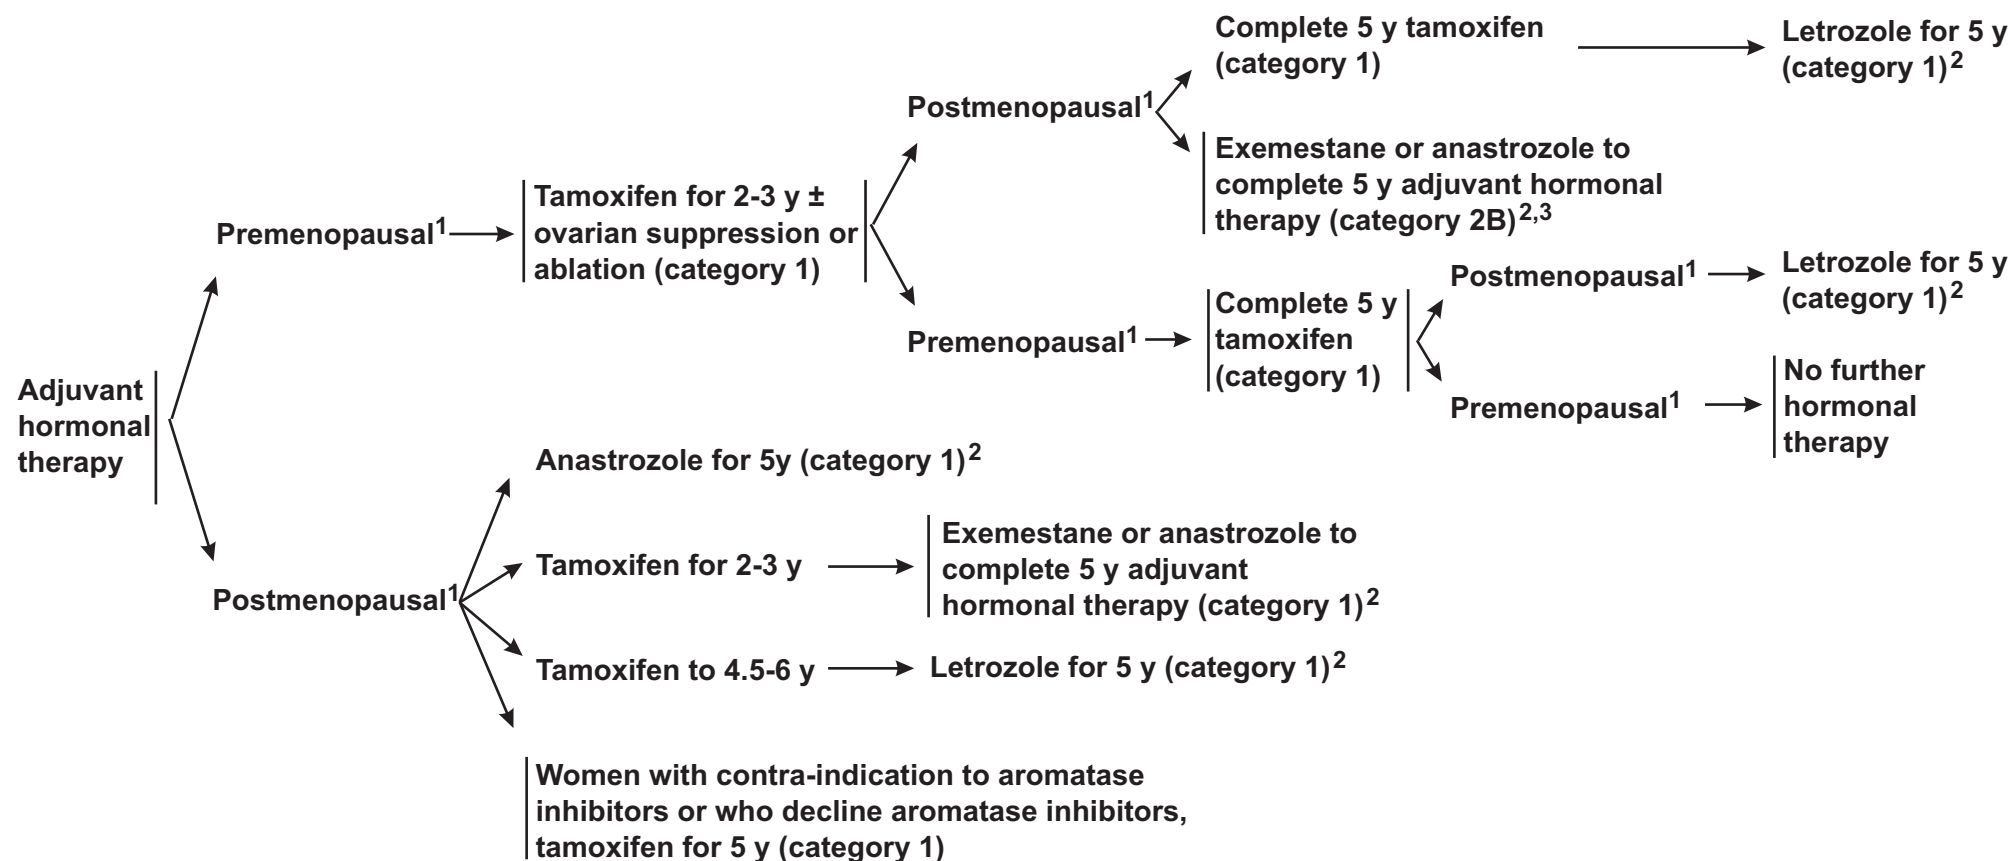 Adjuvant
hormonal
therapy
Premenopausal1
Tamoxifen for 2-3 y ±
ovarian suppression or
ablation (category 1)
Postmenopausal1
Complete 5 y tamoxifen
(category 1)
Letrozole for 5 y
(category 1)2
Exemestane or anastrozole to
complete 5 y adjuvant hormonal
therapy (category 2B)2,3
Premenopausal1
Complete 5 y
tamoxifen
(category 1)
Postmenopausal1
Letrozole for 5 y
(category 1)2
Premenopausal1
No further
hormonal
therapy
Postmenopausal1
Anastrozole for 5y (category 1)2
Tamoxifen for 2-3 y
Exemestane or anastrozole to
complete 5 y adjuvant
hormonal therapy (category 1)2
Tamoxifen to 4.5-6 y
Letrozole for 5 y (category 1)2
Women with contra-indication to aromatase
inhibitors or who decline aromatase inhibitors,
tamoxifen for 5 y (category 1)